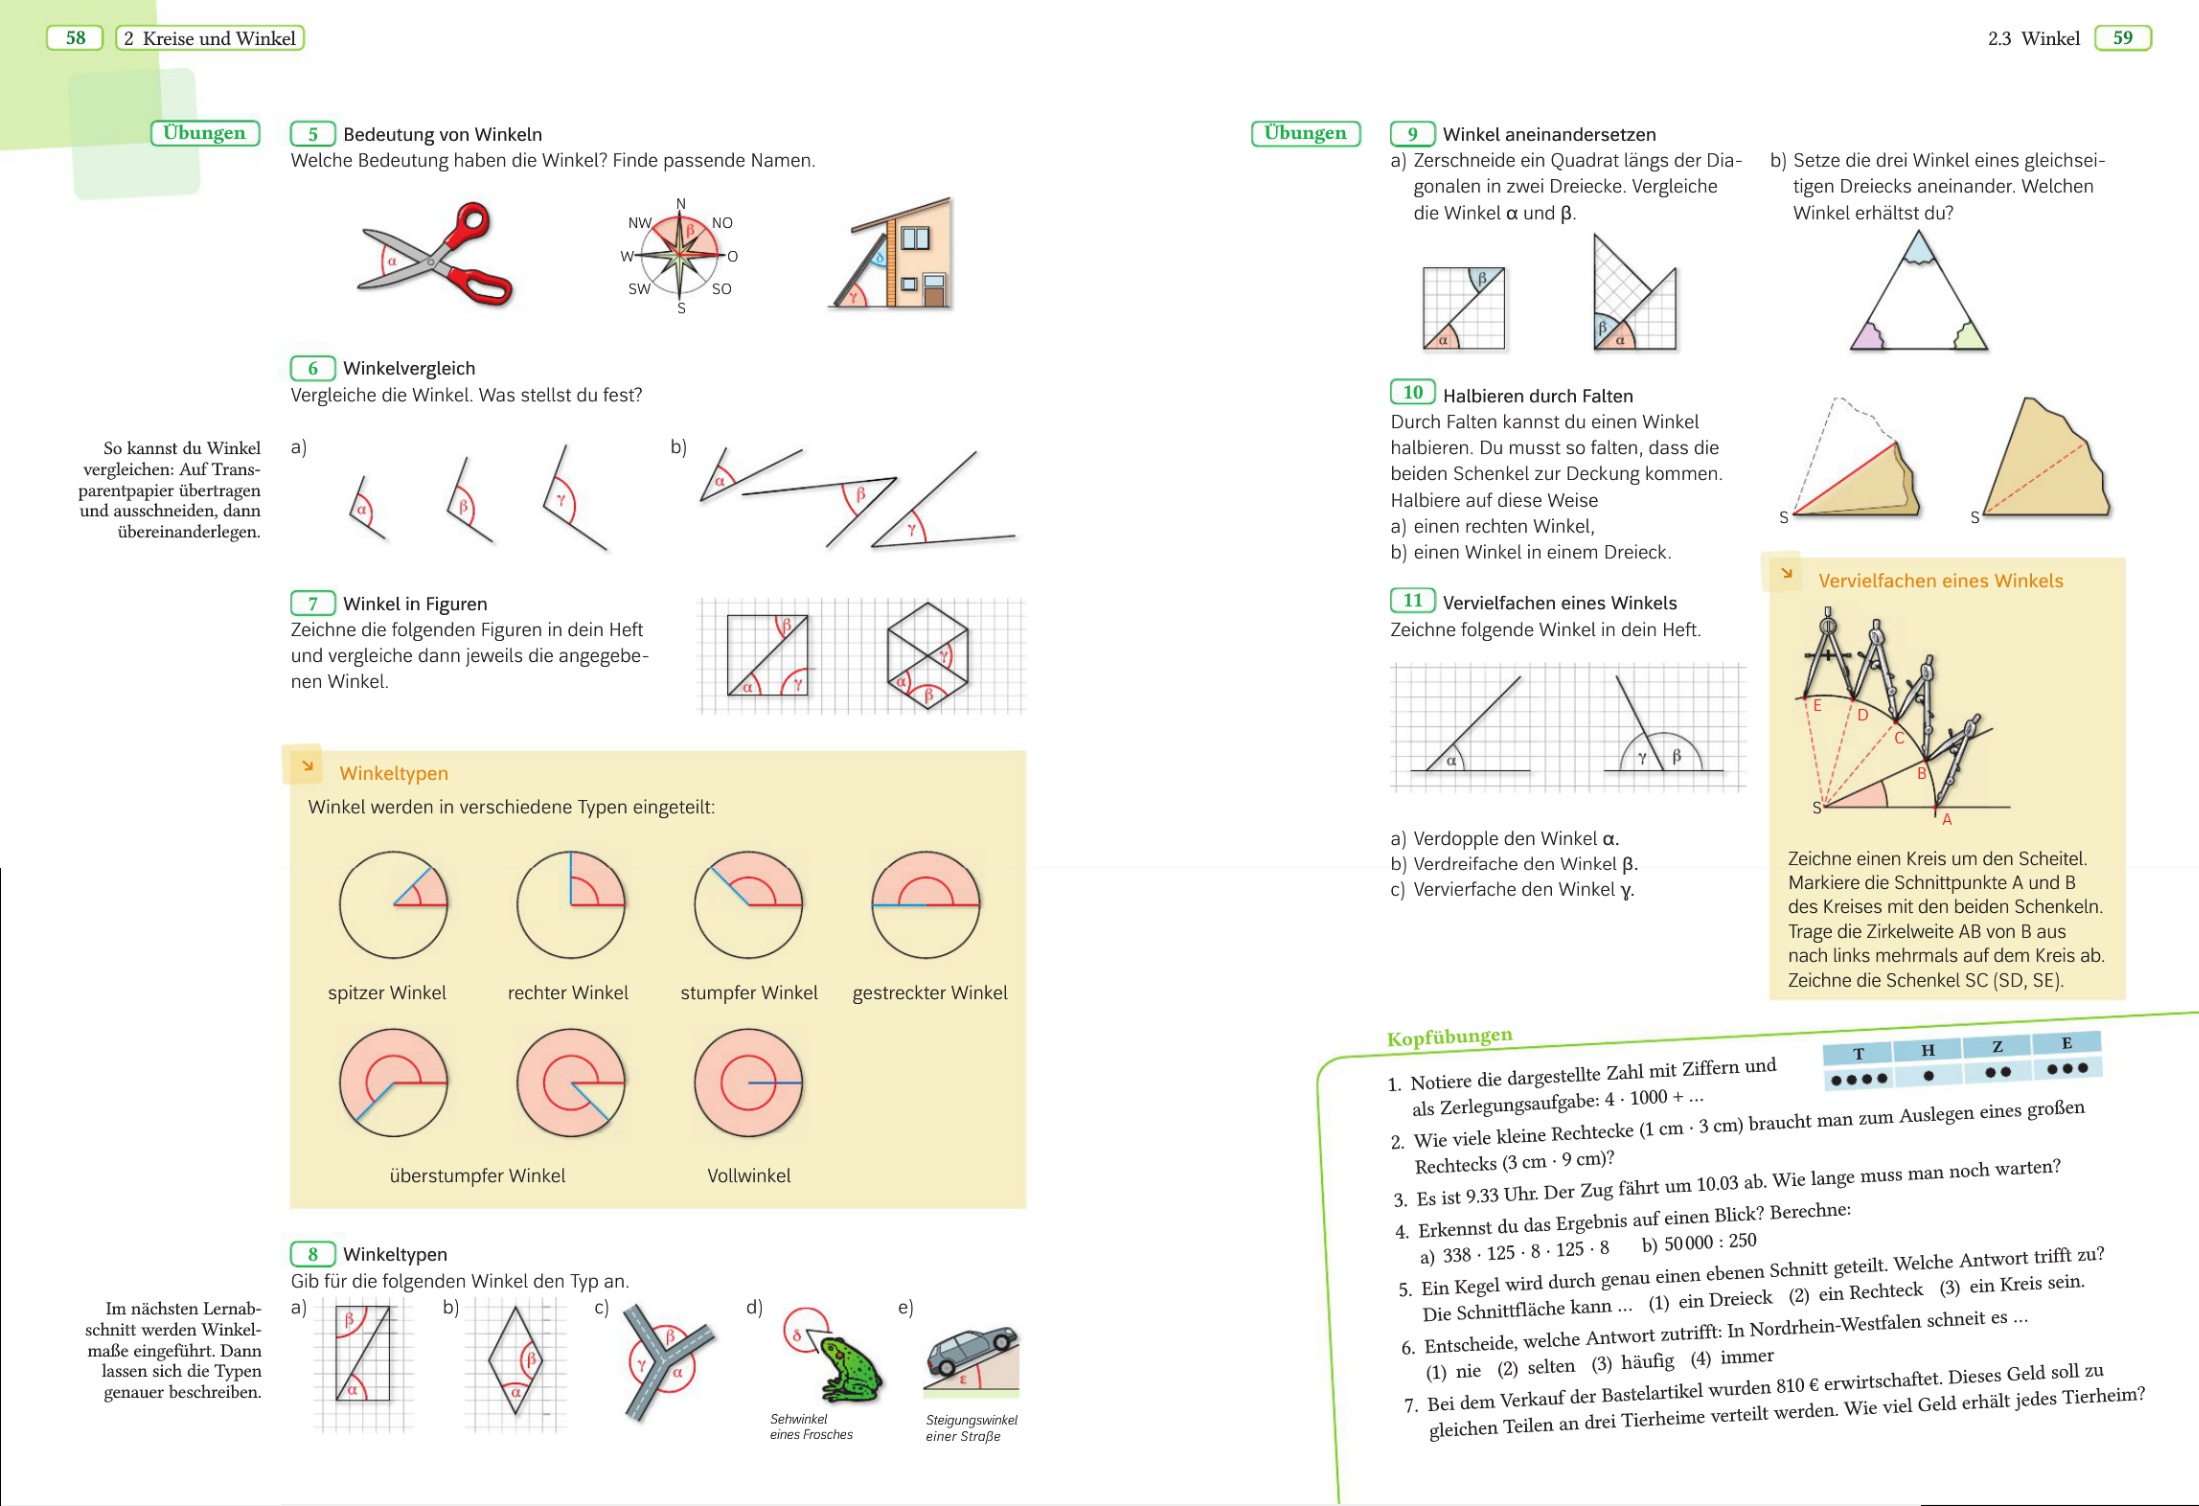 58 2 Kreise und Winkel
Übungen
5 Bedeutung von Winkeln
Welche Bedeutung haben die Winkel? Finde passende Namen.
α
N
NW NO
β
W O
SW SO
S
δ
γ
6 Winkelvergleich
Vergleiche die Winkel. Was stellst du fest?
So kannst du Winkel
vergleichen: Auf Trans-
parentpapier übertragen
und ausschneiden, dann
übereinanderlegen.
a) α β γ
b) α β γ
7 Winkel in Figuren
Zeichne die folgenden Figuren in dein Heft
und vergleiche dann jeweils die angegebe-
nen Winkel.
β
α γ
γ
α
β
Winkeltypen
Winkel werden in verschiedene Typen eingeteilt:
spitzer Winkel rechter Winkel stumpfer Winkel gestreckter Winkel
überstumpfer Winkel Vollwinkel
8 Winkeltypen
Gib für die folgenden Winkel den Typ an.
Im nächsten Lernab-
schnitt werden Winkel-
maße eingeführt. Dann
lassen sich die Typen
genauer beschreiben.
a) b) c) d) e)
β
α
β
α
β
γ α
δ
ε
Sehwinkel
eines Frosches
Steigungswinkel
einer Straße
2.3 Winkel 59
Übungen
9 Winkel aneinandersetzen
a) Zerschneide ein Quadrat längs der Dia-
gonalen in zwei Dreiecke. Vergleiche
die Winkel α und β.
β
α
β
α
b) Setze die drei Winkel eines gleichsei-
tigen Dreiecks aneinander. Welchen
Winkel erhältst du?
10 Halbieren durch Falten
Durch Falten kannst du einen Winkel
halbieren. Du musst so falten, dass die
beiden Schenkel zur Deckung kommen.
Halbiere auf diese Weise
a) einen rechten Winkel,
b) einen Winkel in einem Dreieck.
S S
11 Vervielfachen eines Winkels
Zeichne folgende Winkel in dein Heft.
α γ β
a) Verdopple den Winkel α.
b) Verdreifache den Winkel β.
c) Vervierfache den Winkel γ.
Vervielfachen eines Winkels
E
D
C
B
S
A
Zeichne einen Kreis um den Scheitel.
Markiere die Schnittpunkte A und B
des Kreises mit den beiden Schenkeln.
Trage die Zirkelweite AB von B aus
nach links mehrmals auf dem Kreis ab.
Zeichne die Schenkel SC (SD, SE).
Kopfübungen
T H Z E
1. Notiere die dargestellte Zahl mit Ziffern und
als Zerlegungsaufgabe: 4 · 1000 + ...
2. Wie viele kleine Rechtecke (1 cm · 3 cm) braucht man zum Auslegen eines großen
Rechtecks (3 cm · 9 cm)?
3. Es ist 9.33 Uhr. Der Zug fährt um 10.03 ab. Wie lange muss man noch warten?
4. Erkennst du das Ergebnis auf einen Blick? Berechne:
a) 338 · 125 · 8 · 125 · 8 b) 50 000 : 250
5. Ein Kegel wird durch genau einen ebenen Schnitt geteilt. Welche Antwort trifft zu?
Die Schnittfläche kann ... (1) ein Dreieck (2) ein Rechteck (3) ein Kreis sein.
6. Entscheide, welche Antwort zutrifft: In Nordrhein-Westfalen schneit es ...
(1) nie (2) selten (3) häufig (4) immer
7. Bei dem Verkauf der Bastelartikel wurden 810 € erwirtschaftet. Dieses Geld soll zu
gleichen Teilen an drei Tierheime verteilt werden. Wie viel Geld erhält jedes Tierheim?